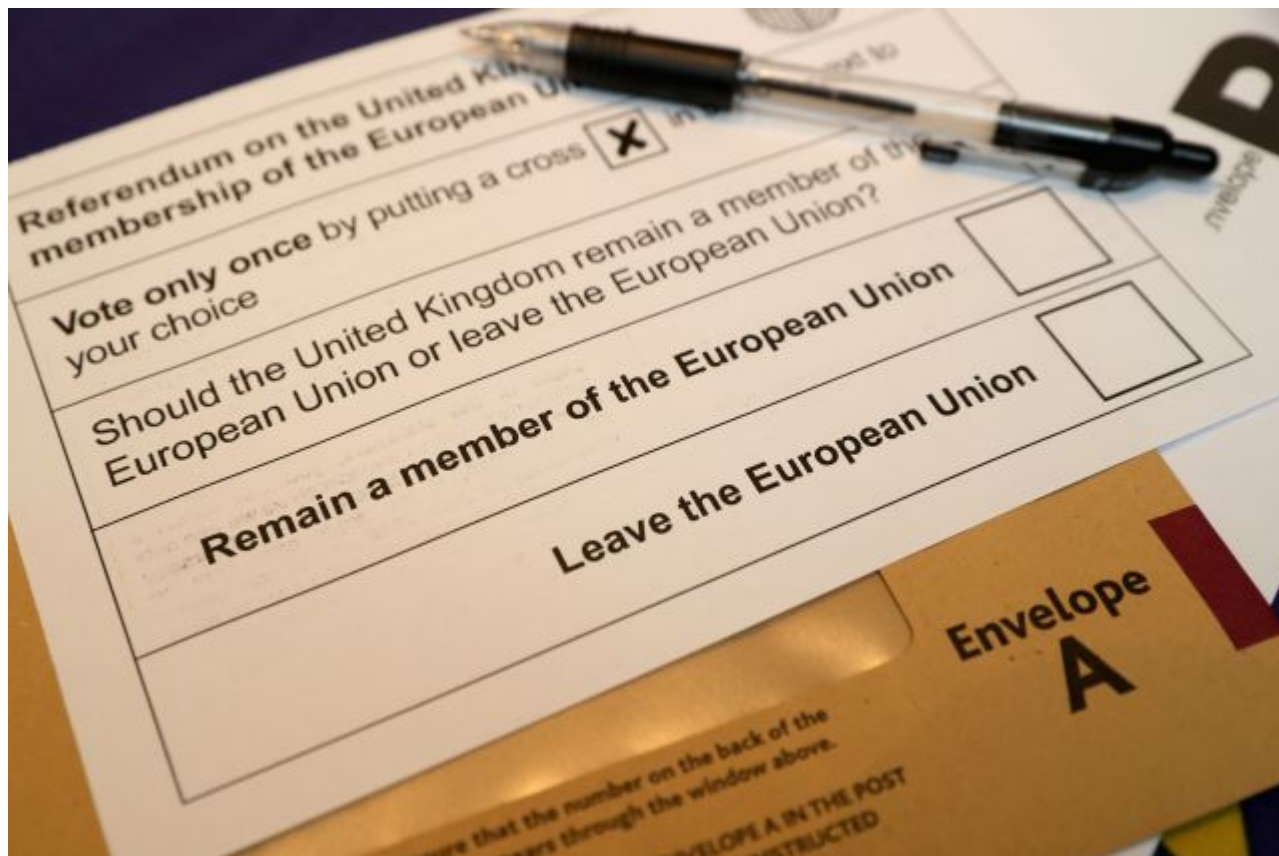 Referendum on the United
membership of the European
Vote only once by putting a cross X in
your choice
Should the United Kingdom remain a member of the
European Union or leave the European Union?
Remain a member of the European Union
Leave the European Union
Envelope
A
that the number on the back of the
through the window above.
ENVELOPE A IN THE POST